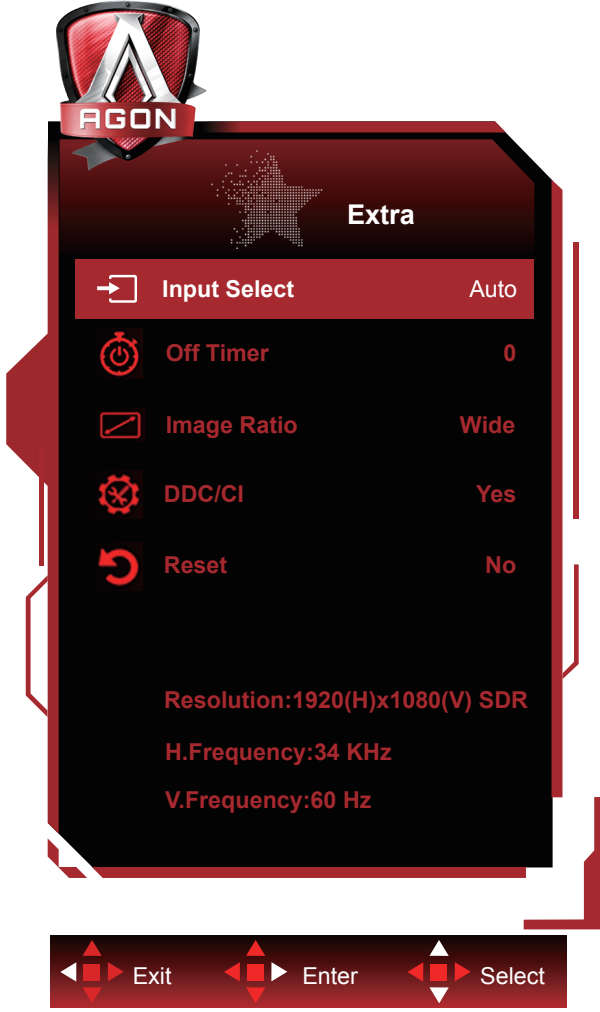 AGON
Extra
Input Select Auto
Off Timer 0
Image Ratio Wide
DDC/CI Yes
Reset No
Resolution:1920(H)x1080(V) SDR
H.Frequency:34 KHz
V.Frequency:60 Hz
Exit Enter Select